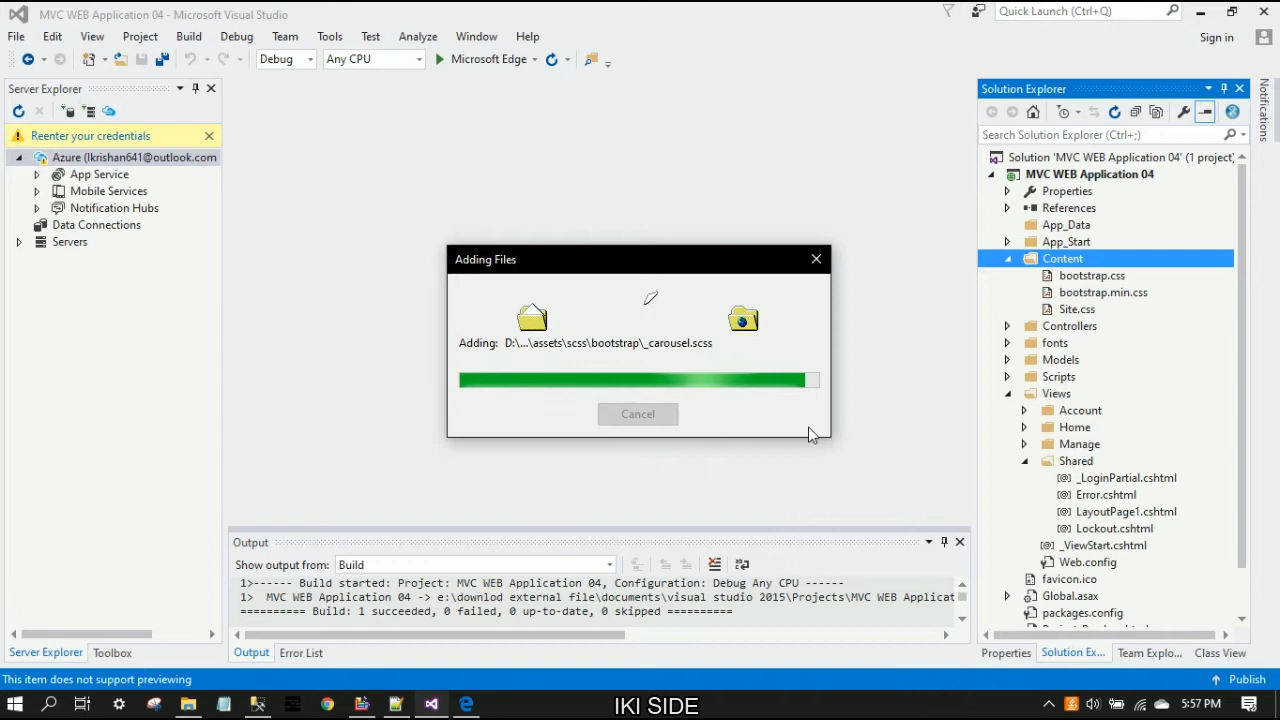 MVC WEB Application 04 - Microsoft Visual Studio
Quick Launch (Ctrl+Q)
File Edit View Project Build Debug Team Tools Test Analyze Window Help
Sign in
Debug Any CPU Microsoft Edge
Server Explorer
Reenter your credentials
Azure (Ikrishan641@outlook.com
App Service
Mobile Services
Notification Hubs
Data Connections
Servers
Adding Files
Adding: D:\...\assets\scss\bootstrap\_carousel.scss
Cancel
Solution Explorer
Search Solution Explorer (Ctrl+;)
Solution 'MVC WEB Application 04' (1 project)
MVC WEB Application 04
Properties
References
App_Data
App_Start
Content
bootstrap.css
bootstrap.min.css
Site.css
Controllers
fonts
Models
Scripts
Views
Account
Home
Manage
Shared
_LoginPartial.cshtml
Error.cshtml
LayoutPage1.cshtml
Lockout.cshtml
_ViewStart.cshtml
Web.config
favicon.ico
Global.asax
packages.config
Notifications
Output
Show output from: Build
1>------ Build started: Project: MVC WEB Application 04, Configuration: Debug Any CPU ------
1> MVC WEB Application 04 -> e:\downlod external file\documents\visual studio 2015\Projects\MVC WEB Applicat
========== Build: 1 succeeded, 0 failed, 0 up-to-date, 0 skipped ==========
Server Explorer Toolbox
Output Error List
Properties Solution Ex... Team Explo... Class View
This item does not support previewing
Publish
IKI SIDE
5:57 PM